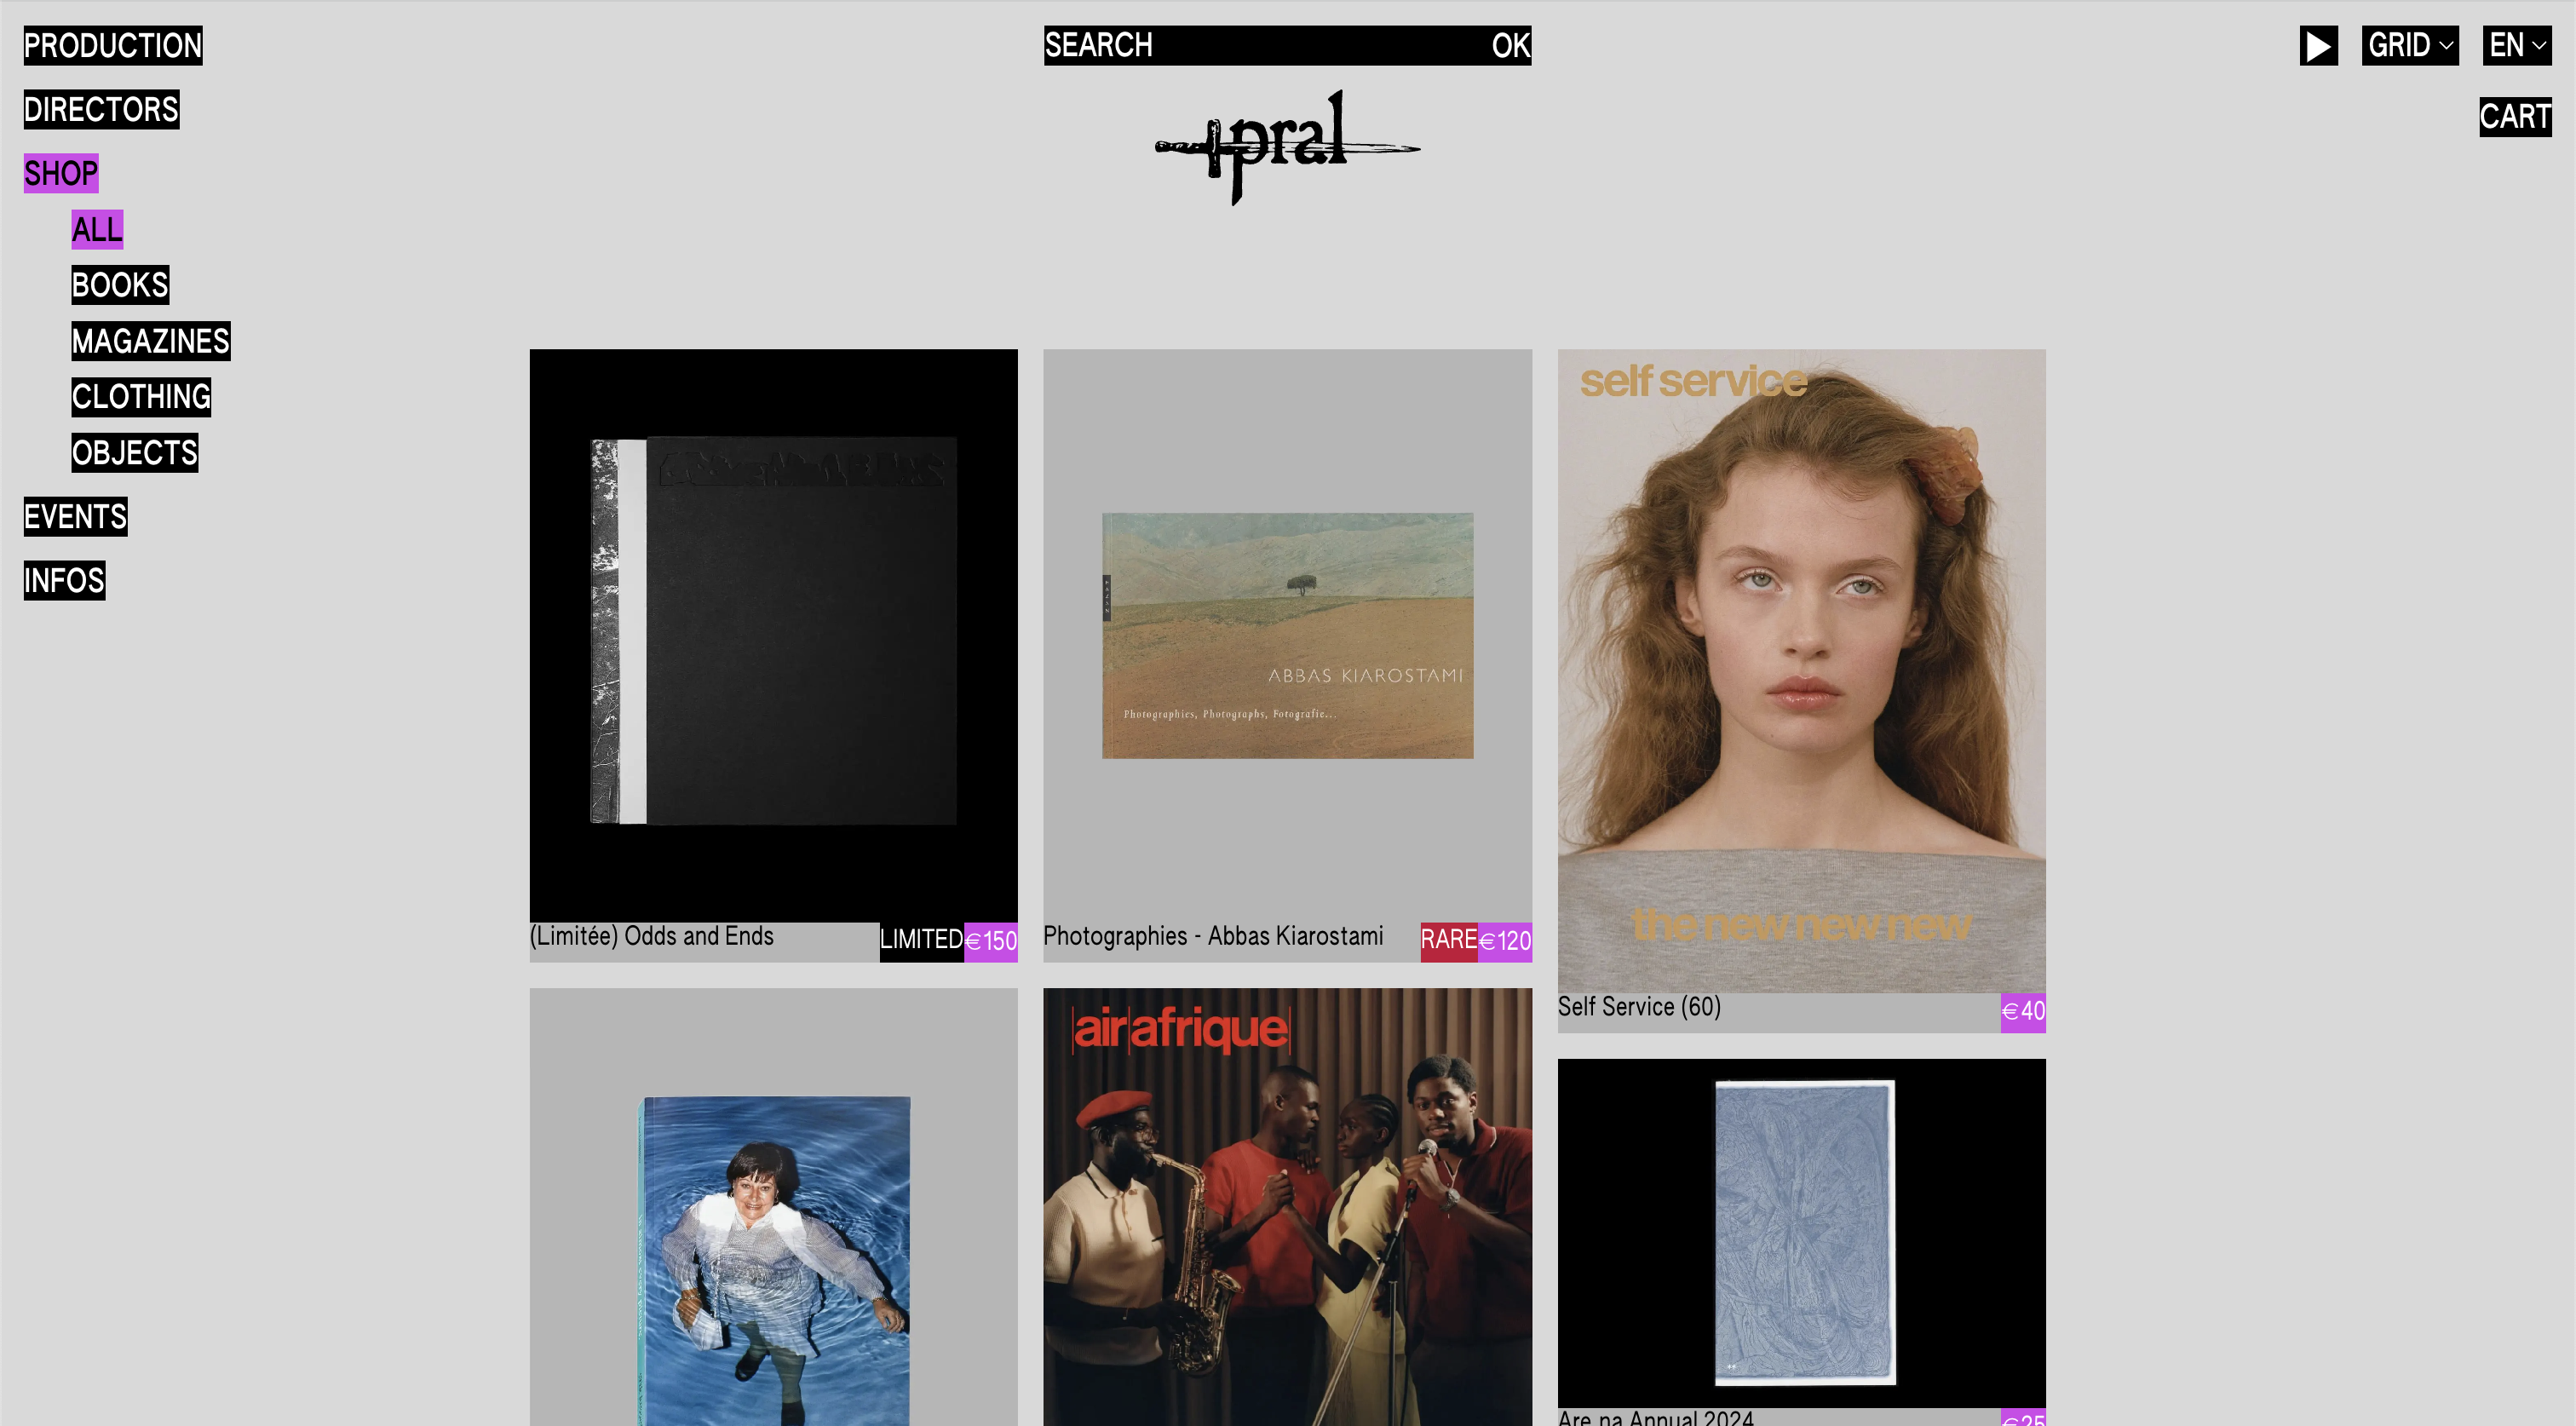 PRODUCTION
DIRECTORS
SHOP
ALL
BOOKS
MAGAZINES
CLOTHING
OBJECTS
EVENTS
INFOS
SEARCH OK
pral
GRID EN
CART
ABBAS KIAROSTAMI
Photographies, Photographs, Fotografie...
HAZAN
self service
the new new new
(Limitée) Odds and Ends LIMITED €150
Photographies - Abbas Kiarostami RARE €120
Self Service (60) €40
air afrique
Are.na Annual 2024 €25